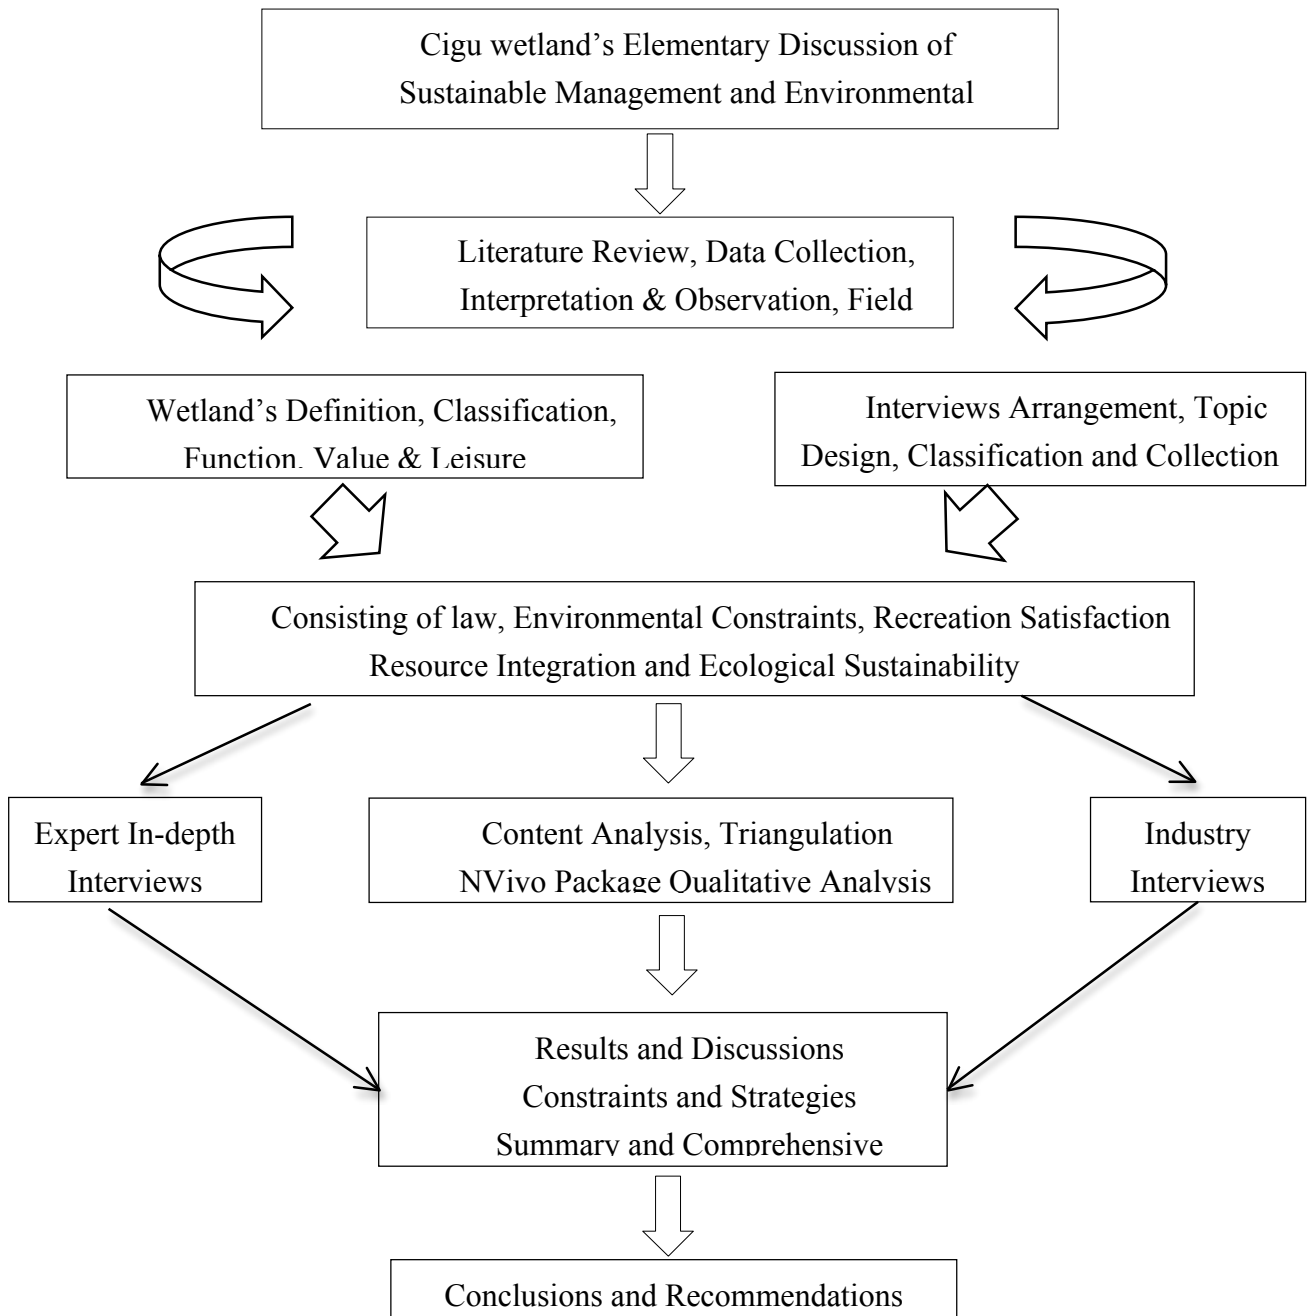 Cigu wetland’s Elementary Discussion of
Sustainable Management and Environmental
Literature Review, Data Collection,
Interpretation & Observation, Field
Wetland’s Definition, Classification,
Function, Value & Leisure
Interviews Arrangement, Topic
Design, Classification and Collection
Consisting of law, Environmental Constraints, Recreation Satisfaction
Resource Integration and Ecological Sustainability
Expert In-depth
Interviews
Content Analysis, Triangulation
NVivo Package Qualitative Analysis
Industry
Interviews
Results and Discussions
Constraints and Strategies
Summary and Comprehensive
Conclusions and Recommendations